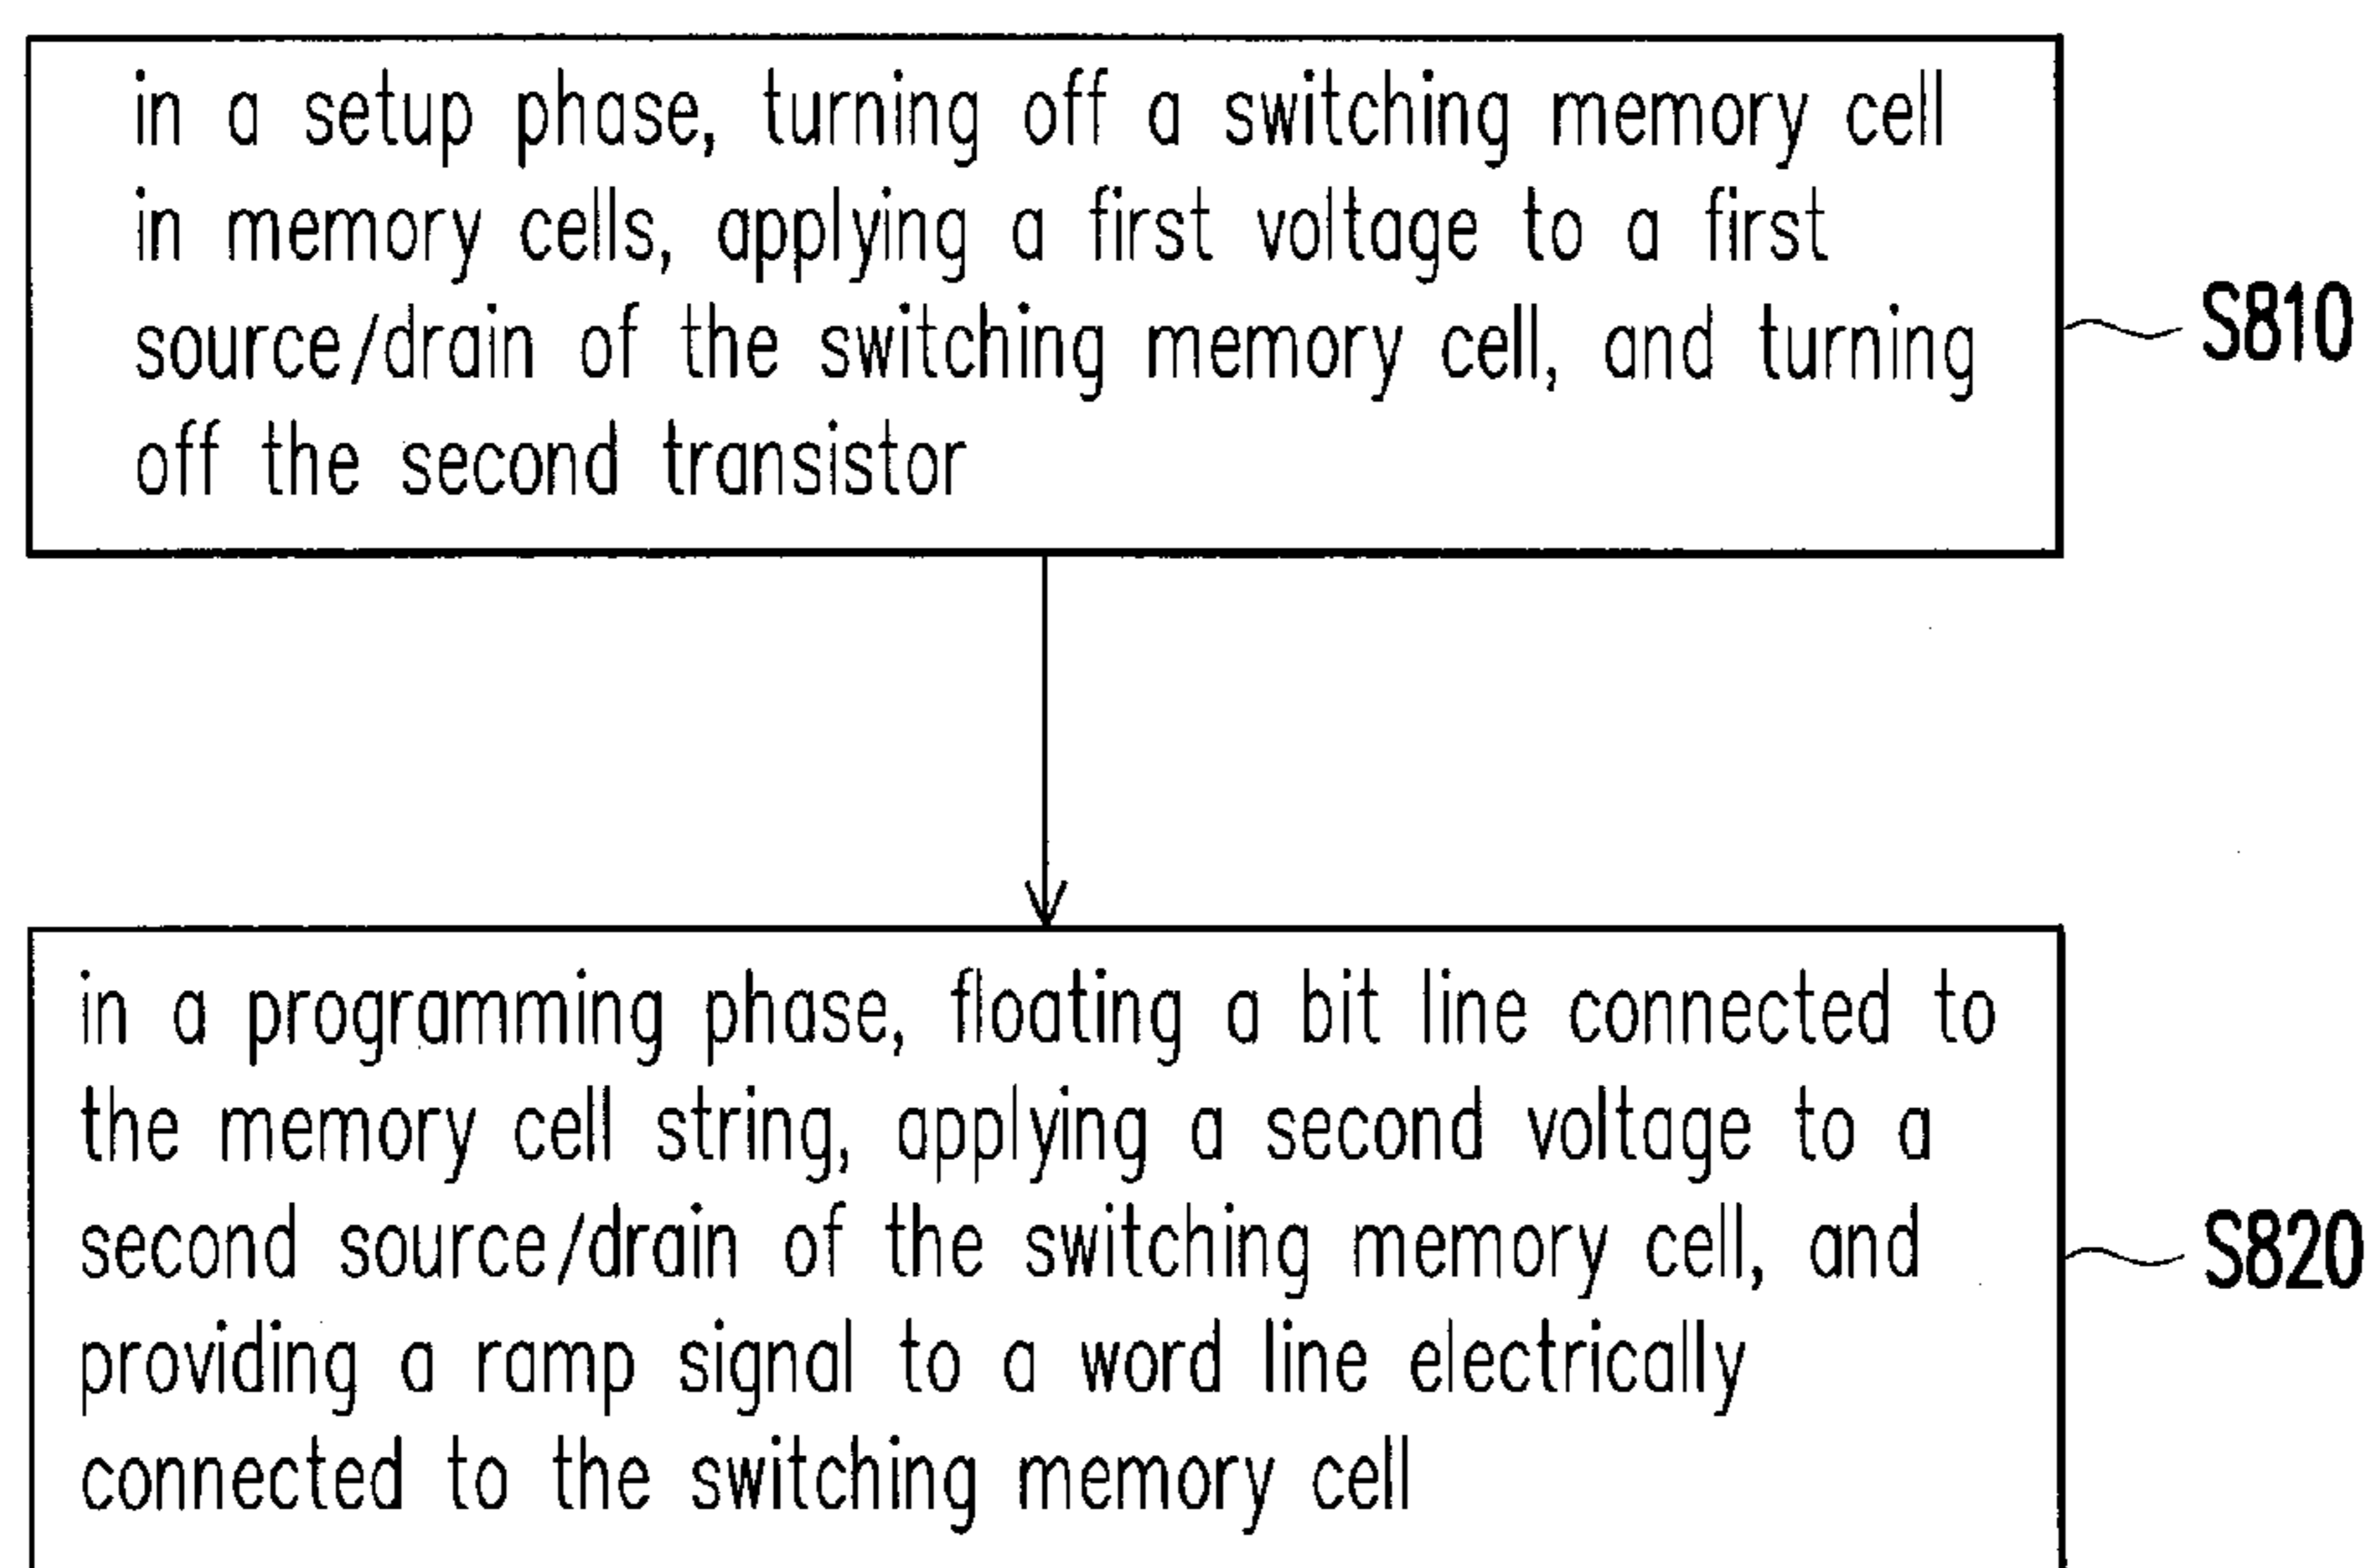 in a setup phase, turning off a switching memory cell
in memory cells, applying a first voltage to a first
source/drain of the switching memory cell, and turning
off the second transistor
S810
in a programming phase, floating a bit line connected to
the memory cell string, applying a second voltage to a
second source/drain of the switching memory cell, and
providing a ramp signal to a word line electrically
connected to the switching memory cell
S820